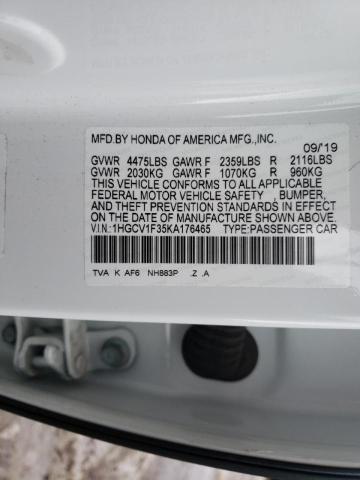 MFD.BY HONDA OF AMERICA MFG.,INC.
09/'19
GVWR 4475LBS GAWR F 2359LBS R 2116LBS
GVWR 2030KG GAWR F 1070KG R 960KG
THIS VEHICLE CONFORMS TO ALL APPLICABLE
FEDERAL MOTOR VEHICLE SAFETY , BUMPER,
AND THEFT PREVENTION STANDARDS IN EFFECT
ON THE DATE OF MANUFACTURE SHOWN ABOVE.
V.I.N.:1HGCV1F35KA176465 TYPE:PASSENGER CAR
TVA K AF6 NH883P .Z .A